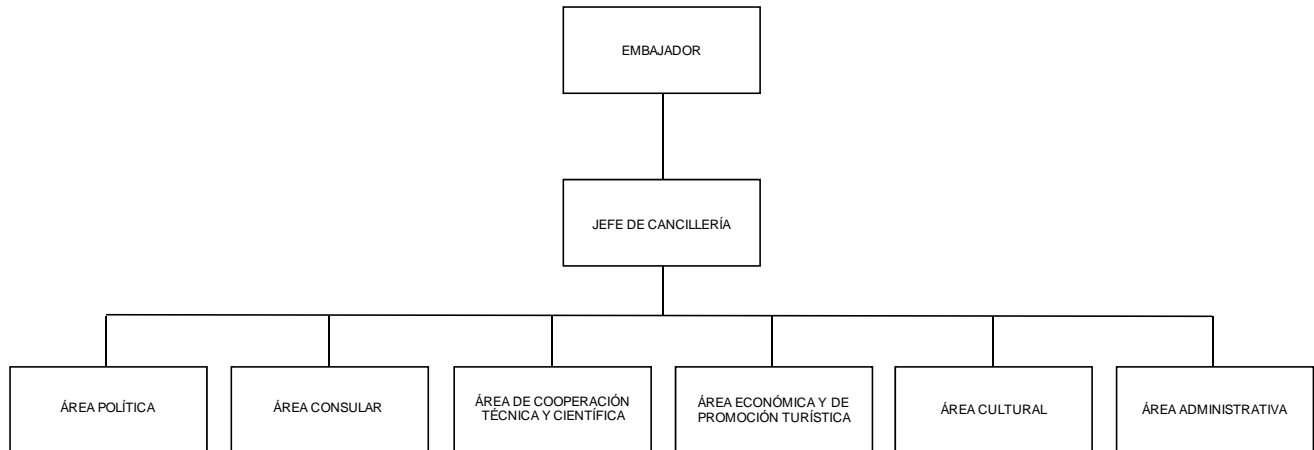 EMBAJADOR
JEFE DE CANCILLERÍA
ÁREA POLÍTICA
ÁREA CONSULAR
ÁREA DE COOPERACIÓN
TÉCNICA Y CIENTÍFICA
ÁREA ECONÓMICA Y DE
PROMOCIÓN TURÍSTICA
ÁREA CULTURAL
ÁREA ADMINISTRATIVA